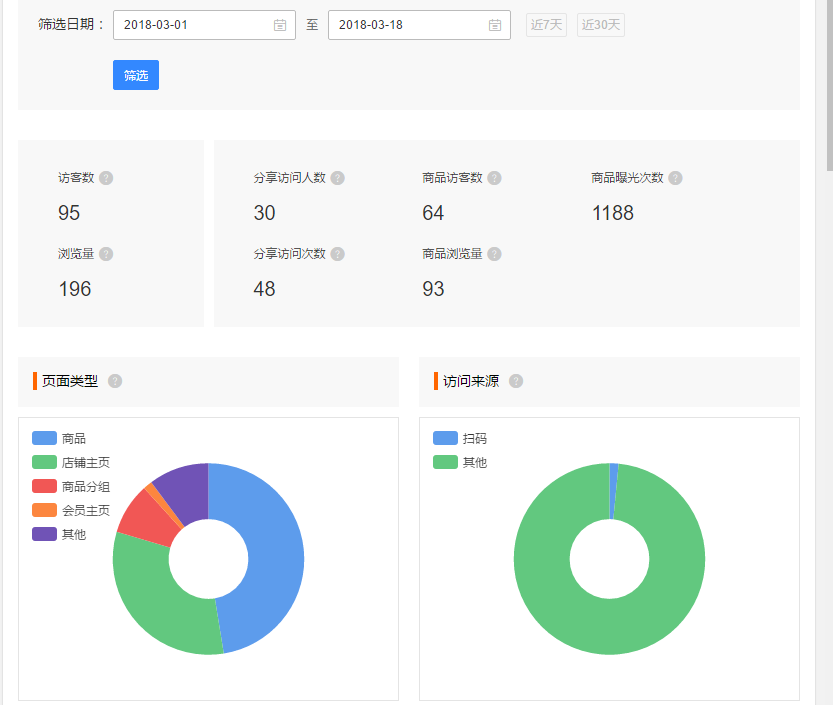 筛选日期： 2018-03-01 至 2018-03-18 近7天 近30天
筛选
访客数 ?
95
浏览量 ?
196
分享访问人数 ? 商品访客数 ? 商品曝光次数 ?
30 64 1188
分享访问次数 ? 商品浏览量 ?
48 93
页面类型 ?
商品
店铺主页
商品分组
会员主页
其他
访问来源 ?
扫码
其他